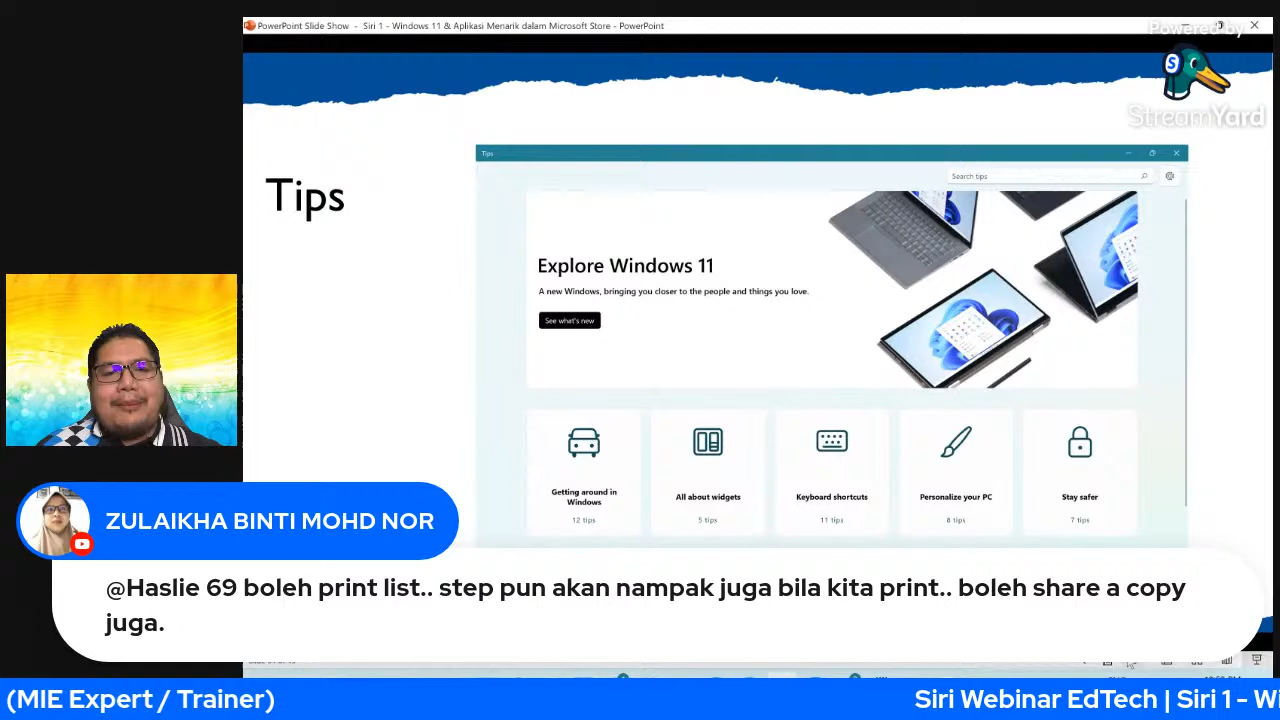 PowerPoint Slide Show - Siri 1 - Windows 11 & Aplikasi Menarik dalam Microsoft Store - PowerPoint
Powered by
StreamYard
Tips
Tips
Search tips
Explore Windows 11
A new Windows, bringing you closer to the people and things you love.
See what's new
Getting around in
Windows
12 tips
All about widgets
5 tips
Keyboard shortcuts
11 tips
Personalize your PC
6 tips
Stay safer
7 tips
ZULAIKHA BINTI MOHD NOR
@Haslie 69 boleh print list.. step pun akan nampak juga bila kita print.. boleh share a copy
juga.
(MIE Expert / Trainer)
Siri Webinar EdTech | Siri 1 - Wi